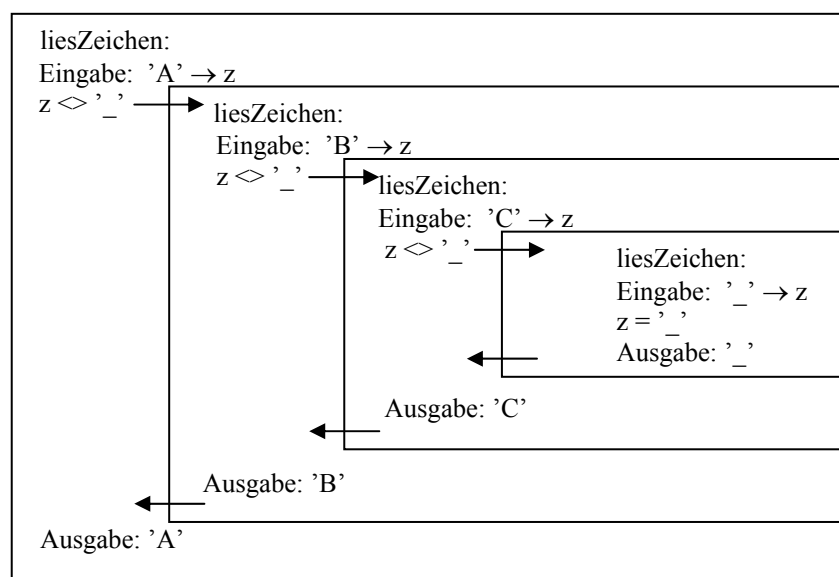 liesZeichen:
Eingabe: ’A’ → z
z <> ’_’
liesZeichen:
Eingabe: ’B’ → z
z <> ’_’
liesZeichen:
Eingabe: ’C’ → z
z <> ’_’
liesZeichen:
Eingabe: ’_’ → z
z = ’_’
Ausgabe: ’_’
Ausgabe: ’C’
Ausgabe: ’B’
Ausgabe: ’A’